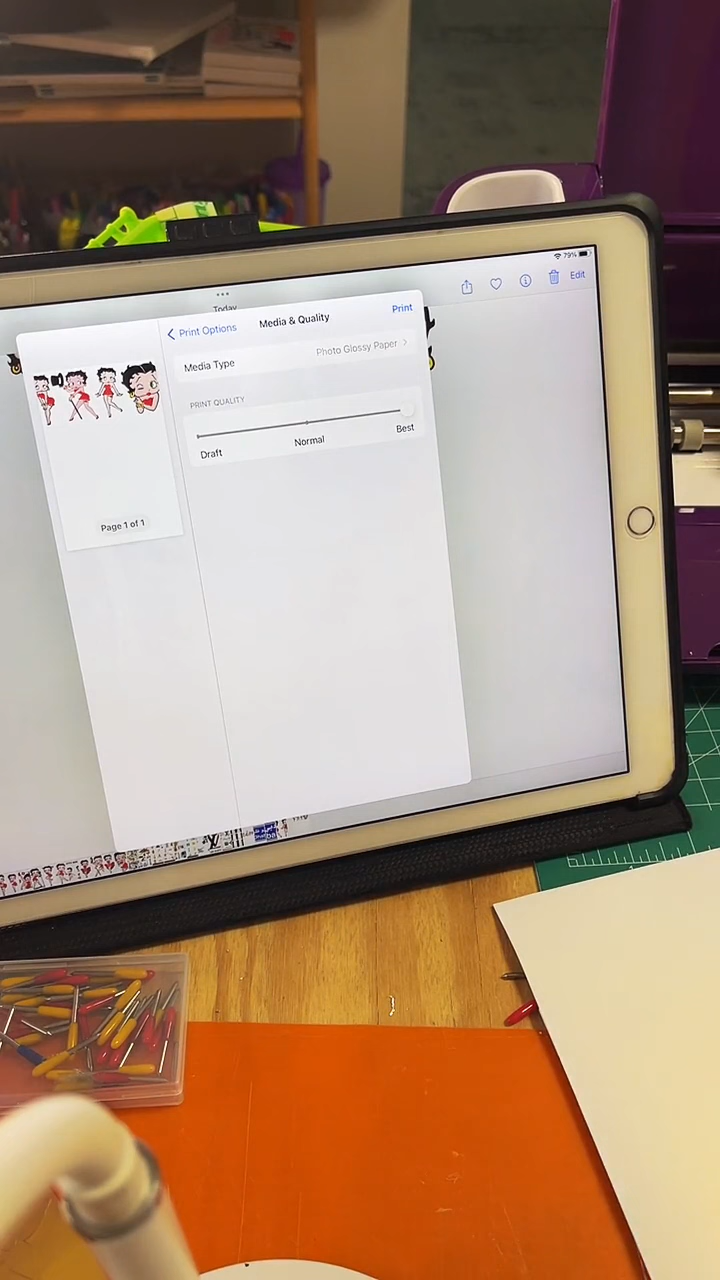 79%
Today
Edit
Print Options
Media & Quality
Print
Media Type
Photo Glossy Paper
PRINT QUALITY
Draft
Normal
Best
Page 1 of 1